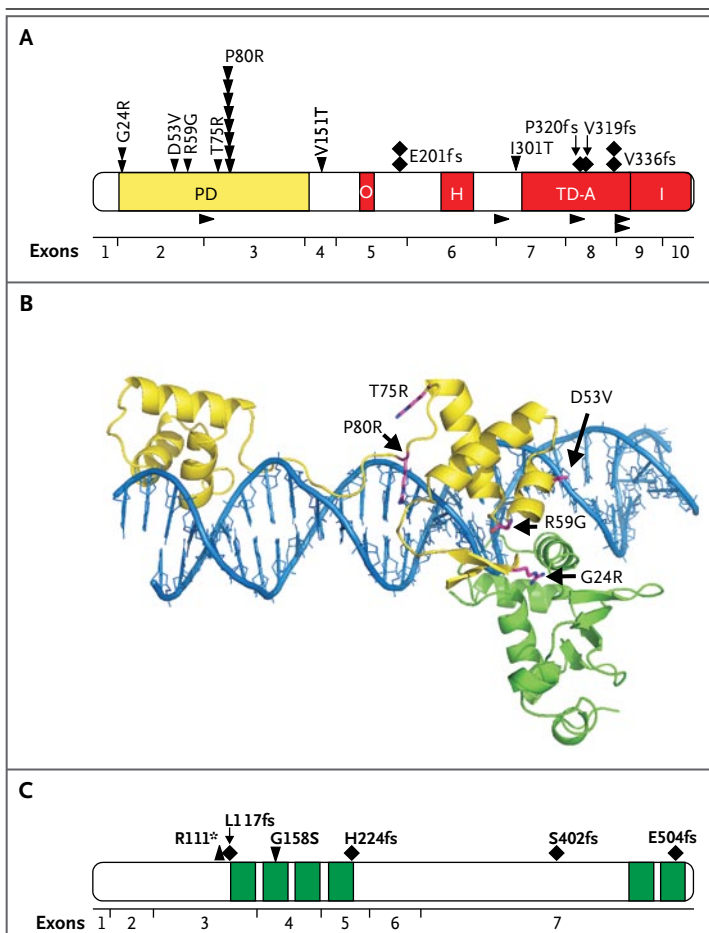 A
P80R
G24R
D53V
R59G
T75R
V151T
E201fs
I301T
P320fs
V319fs
V336fs
PD
O
H
TD-A
I
Exons 1 2 3 4 5 6 7 8 9 10
B
T75R
D53V
P80R
R59G
G24R
C
L117fs
R111* G158S H224fs S402fs E504fs
Exons 1 2 3 4 5 6 7